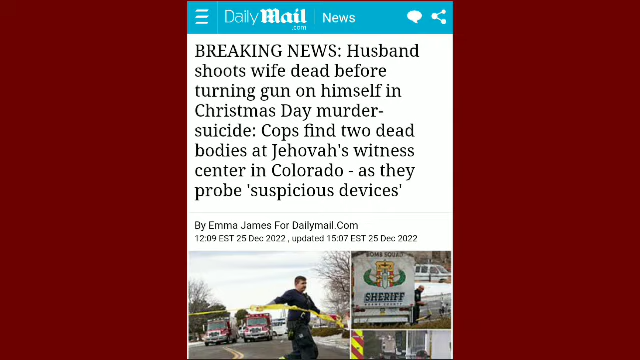 Daily Mail .com News
BREAKING NEWS: Husband
shoots wife dead before
turning gun on himself in
Christmas Day murder-
suicide: Cops find two dead
bodies at Jehovah's witness
center in Colorado - as they
probe 'suspicious devices'
By Emma James For Dailymail.Com
12:09 EST 25 Dec 2022 , updated 15:07 EST 25 Dec 2022
BOMB SQUAD
SHERIFF